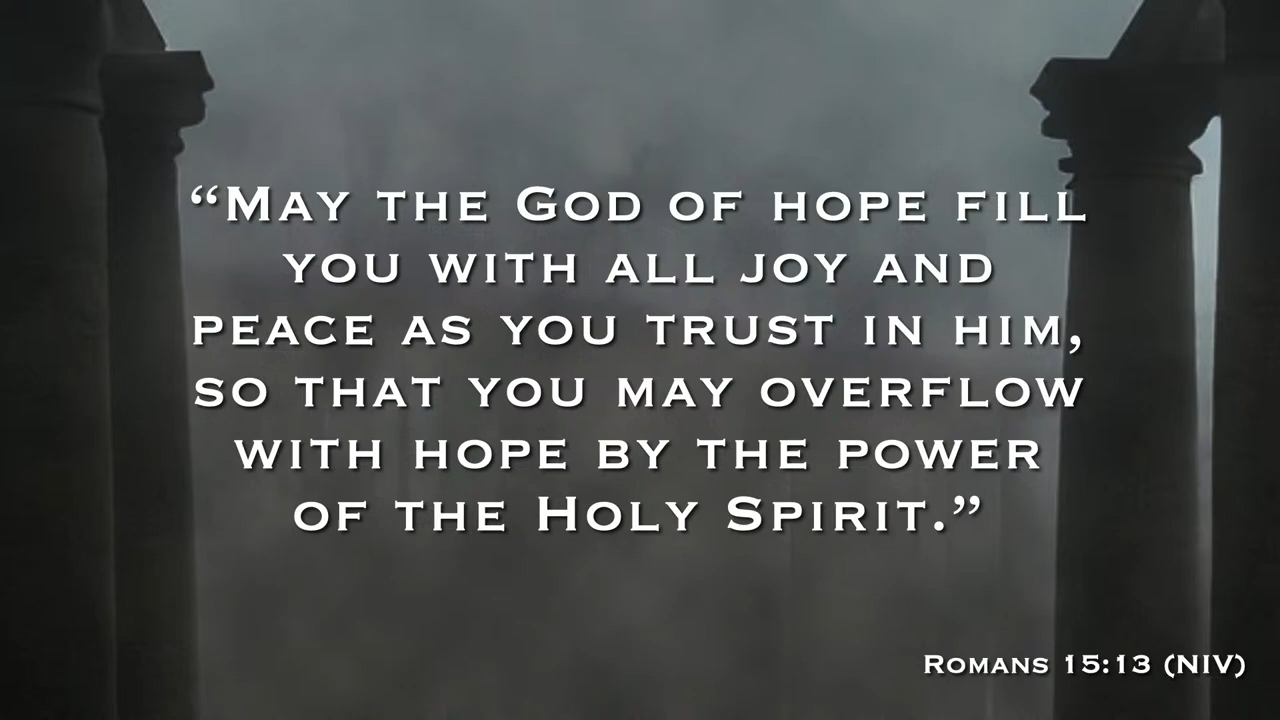 “May the God of hope fill
you with all joy and
peace as you trust in him,
so that you may overflow
with hope by the power
of the Holy Spirit.”
Romans 15:13 (NIV)